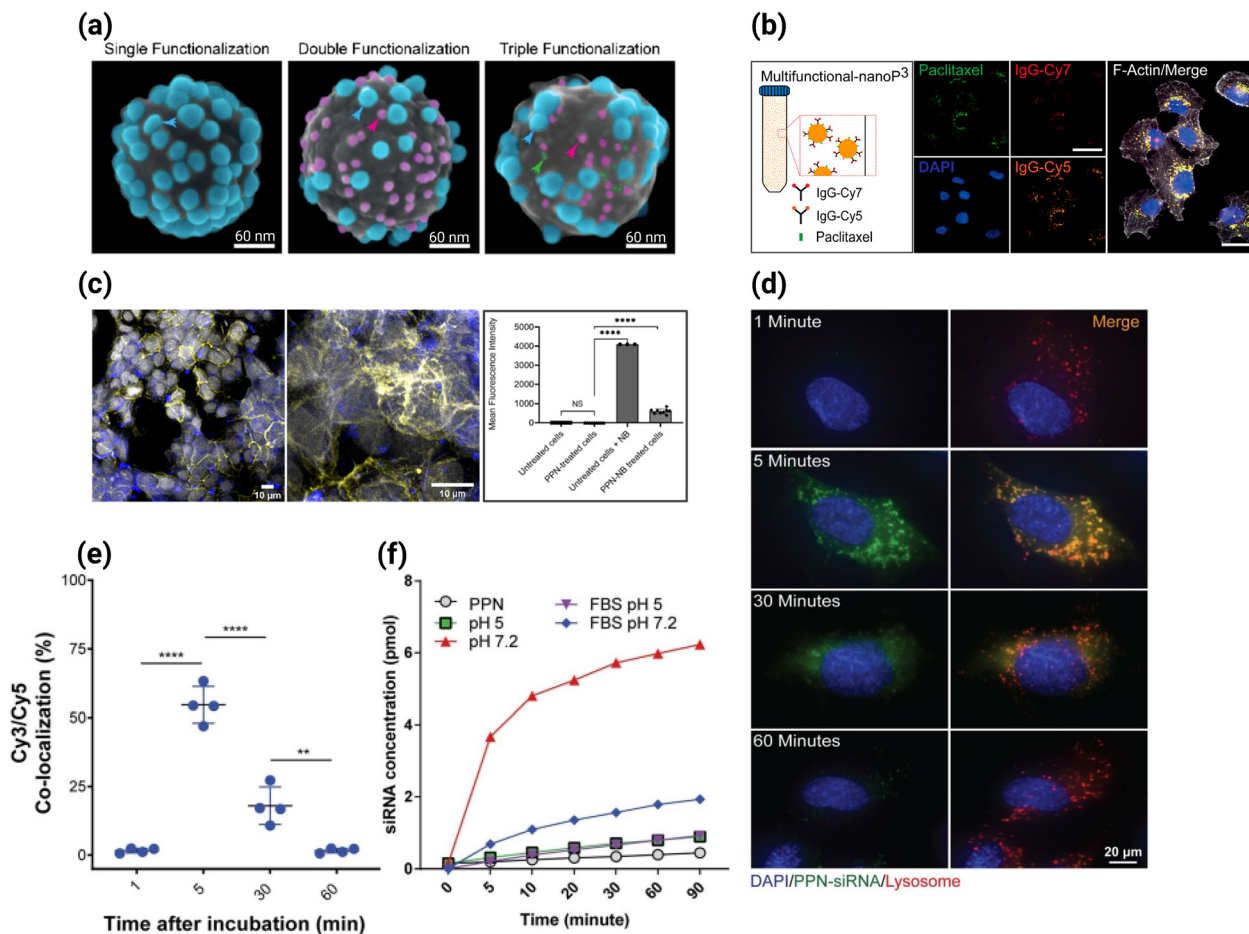 (a)
Single Functionalization
Double Functionalization
Triple Functionalization
60 nm
60 nm
60 nm
(b)
Multifunctional-nanoP3
IgG-Cy7
IgG-Cy5
Paclitaxel
Paclitaxel
IgG-Cy7
F-Actin/Merge
DAPI
IgG-Cy5
(c)
10 µm
10 µm
Mean Fluorescence Intensity
5000
4000
3000
2000
1000
0
NS
****
****
Untreated cells
PPN-treated cells
Untreated cells + NB
PPN-NB treated cells
(d)
1 Minute
Merge
5 Minutes
30 Minutes
60 Minutes
20 µm
DAPI/PPN-siRNA/Lysosome
(e)
Cy3/Cy5
Co-localization (%)
100
75
50
25
0
****
****
**
1
5
30
60
Time after incubation (min)
(f)
siRNA concentration (pmol)
8
6
4
2
0
PPN
pH 5
pH 7.2
FBS pH 5
FBS pH 7.2
0
5
10
20
30
60
90
Time (minute)